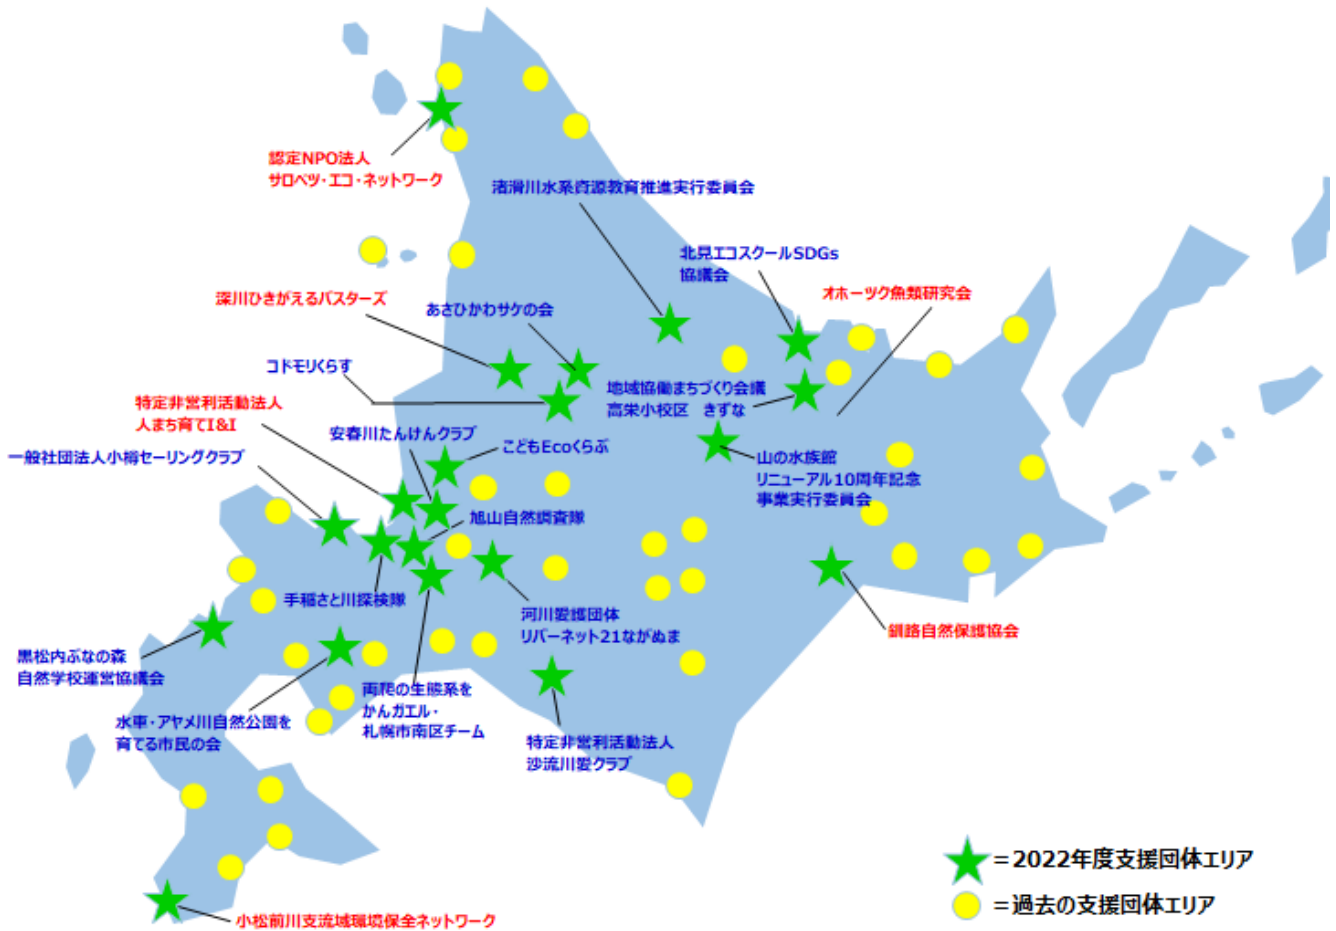 認定NPO法人
サロベツ・エコ・ネットワーク
渚滑川水系資源教育推進実行委員会
北見エコスクールSDGs
協議会
オホーツク魚類研究会
深川ひきがえるバスターズ
あさひかわサケの会
コドモリくらす
地域協働まちづくり会議
高栄小校区　きずな
特定非営利活動法人
人まち育てI&I
安春川たんけんクラブ
こどもEcoくらぶ
一般社団法人小樽セーリングクラブ
山の水族館
リニューアル10周年記念
事業実行委員会
旭山自然調査隊
手稲さと川探検隊
河川愛護団体
リバーネット21ながぬま
釧路自然保護協会
黒松内ぶなの森
自然学校運営協議会
両爬の生態系を
かんガエル・
札幌市南区チーム
水車・アヤメ川自然公園を
育てる市民の会
特定非営利活動法人
沙流川愛クラブ
小松前川支流域環境保全ネットワーク
=2022年度支援団体エリア
=過去の支援団体エリア